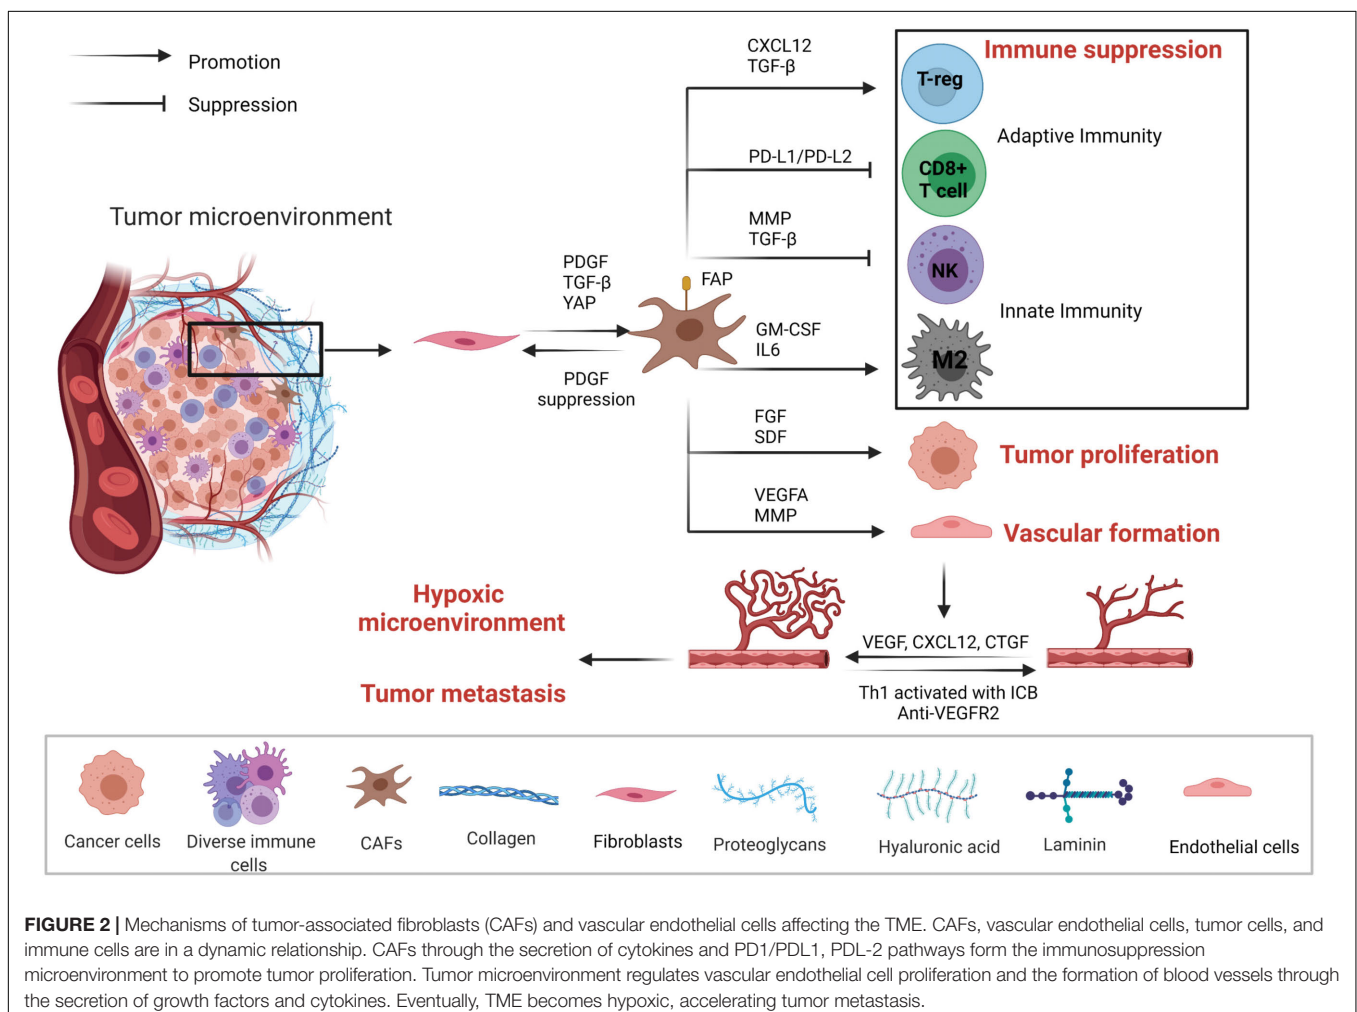 Promotion
Suppression
Tumor microenvironment
PDGF
TGF-β
YAP
PDGF
suppression
FAP
CXCL12
TGF-β
PD-L1/PD-L2
MMP
TGF-β
GM-CSF
IL6
FGF
SDF
VEGFA
MMP
Immune suppression
T-reg
Adaptive Immunity
CD8+
T cell
NK
Innate Immunity
M2
Tumor proliferation
Vascular formation
Hypoxic
microenvironment
Tumor metastasis
VEGF, CXCL12, CTGF
Th1 activated with ICB
Anti-VEGFR2
Cancer cells
Diverse immune
cells
CAFs
Collagen
Fibroblasts
Proteoglycans
Hyaluronic acid
Laminin
Endothelial cells
FIGURE 2 | Mechanisms of tumor-associated fibroblasts (CAFs) and vascular endothelial cells affecting the TME. CAFs, vascular endothelial cells, tumor cells, and
immune cells are in a dynamic relationship. CAFs through the secretion of cytokines and PD1/PDL1, PDL-2 pathways form the immunosuppression
microenvironment to promote tumor proliferation. Tumor microenvironment regulates vascular endothelial cell proliferation and the formation of blood vessels through
the secretion of growth factors and cytokines. Eventually, TME becomes hypoxic, accelerating tumor metastasis.